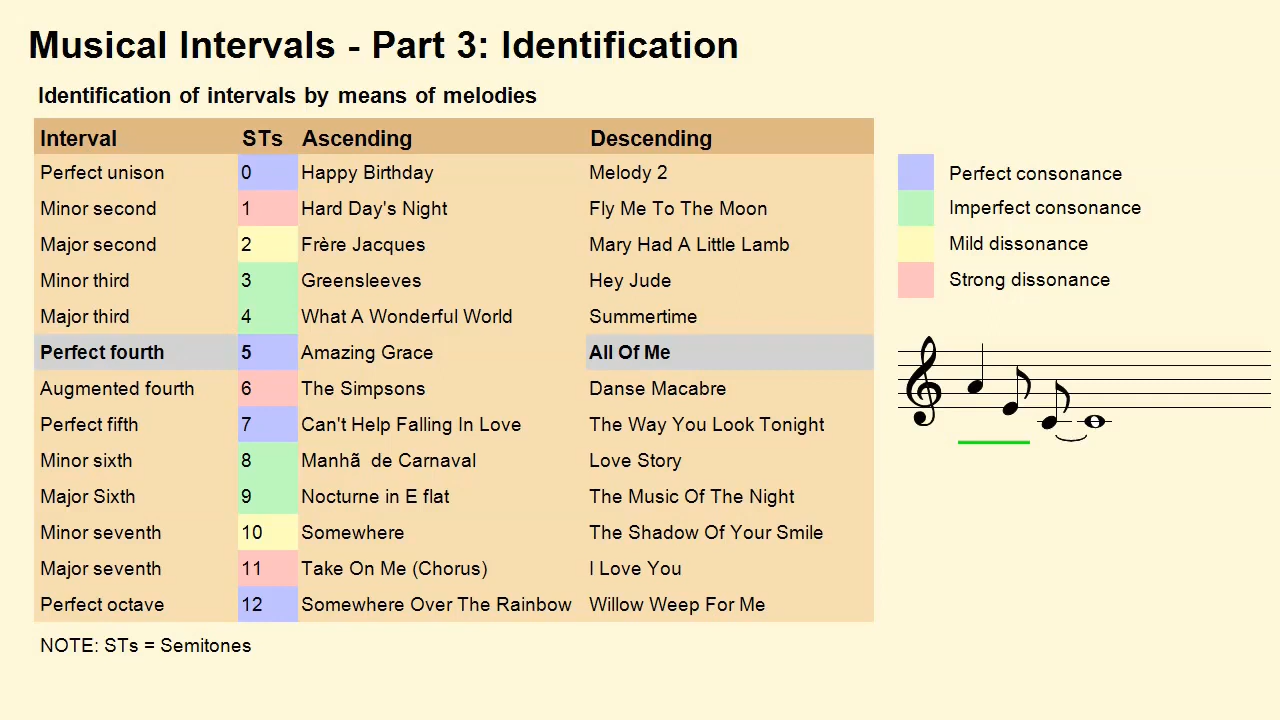 Musical Intervals - Part 3: Identification
Identification of intervals by means of melodies
Interval STs Ascending Descending
Perfect unison 0 Happy Birthday Melody 2
Minor second 1 Hard Day's Night Fly Me To The Moon
Major second 2 Frère Jacques Mary Had A Little Lamb
Minor third 3 Greensleeves Hey Jude
Major third 4 What A Wonderful World Summertime
Perfect fourth 5 Amazing Grace All Of Me
Augmented fourth 6 The Simpsons Danse Macabre
Perfect fifth 7 Can't Help Falling In Love The Way You Look Tonight
Minor sixth 8 Manhã de Carnaval Love Story
Major Sixth 9 Nocturne in E flat The Music Of The Night
Minor seventh 10 Somewhere The Shadow Of Your Smile
Major seventh 11 Take On Me (Chorus) I Love You
Perfect octave 12 Somewhere Over The Rainbow Willow Weep For Me
NOTE: STs = Semitones
Perfect consonance
Imperfect consonance
Mild dissonance
Strong dissonance